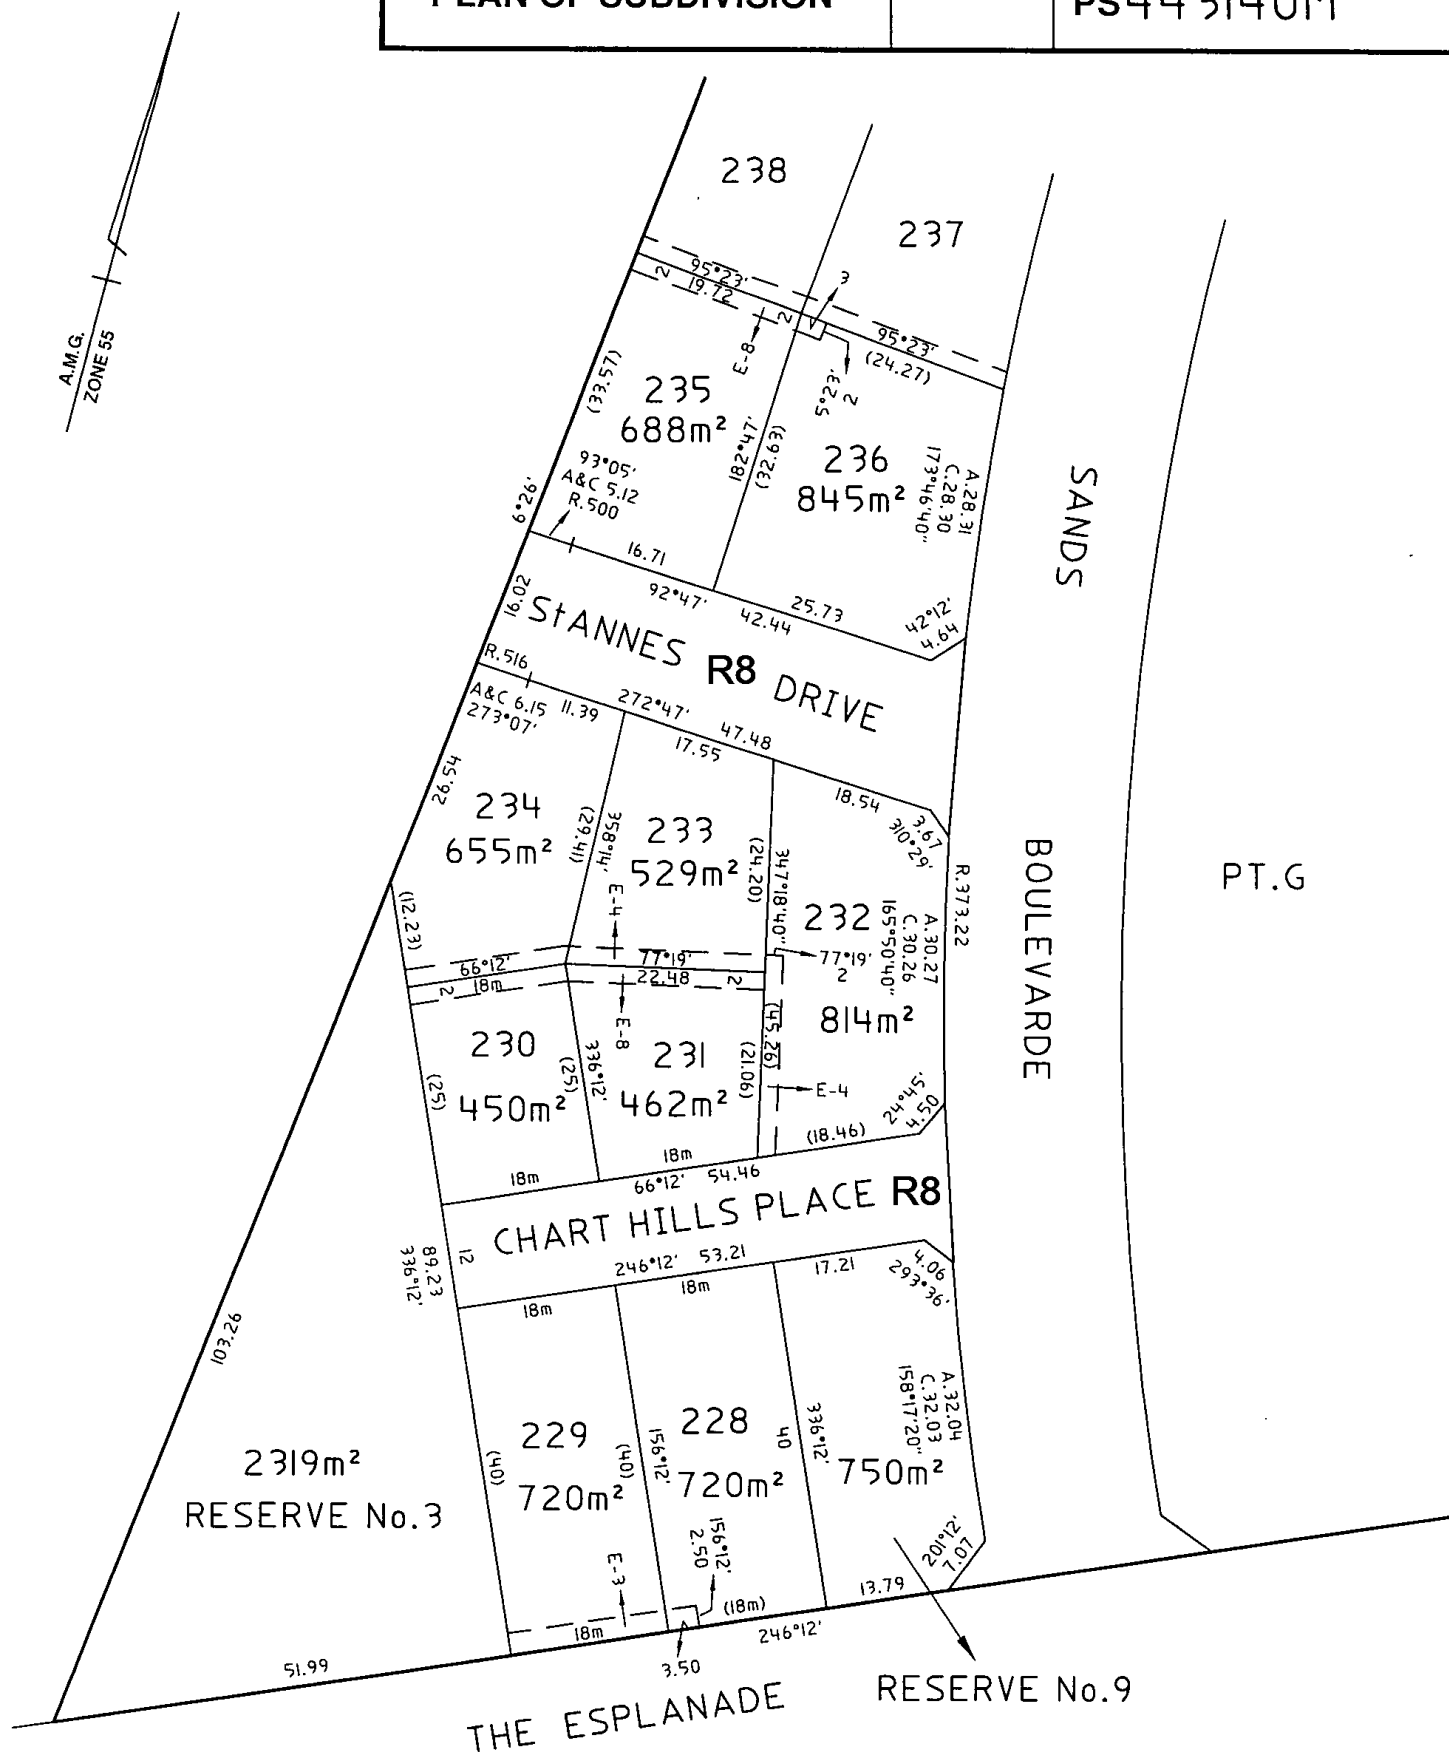 PLAN OF SUBDIVISION
PS 443140M
A.M.G.
ZONE 55
238
237
95°23'
19.72
2
2
3
95°23'
(24.27)
E-8
5°23'
2
(33.57)
235
688m²
182°47'
(32.63)
236
845m²
A.28.31
C.28.30
173°46'40"
93°05'
A&C 5.12
R.500
6°26'
16.71
92°47'
42.44
25.73
42°12'
4.64
SANDS
16.02
StANNES R8 DRIVE
R.516
A&C 6.15
273°07'
11.39
272°47'
47.48
17.55
18.54
3.67
310°29'
26.54
234
655m²
(29.41)
358°14'
233
529m²
(24.20)
347°18'40"
232
814m²
A.30.27
C.30.26
165°50'40"
R.373.22
BOULEVARDE
PT.G
E-4
(12.23)
66°12'
18m
2
77°19'
22.48
2
77°19'
2
E-8
230
450m²
(25)
(25)
336°12'
231
462m²
(21.06)
(45.26)
E-4
24°45'
4.50
18m
18m
(18.46)
66°12'
54.46
CHART HILLS PLACE R8
12
89.23
336°12'
246°12'
53.21
17.21
4.06
293°36'
18m
18m
103.26
229
720m²
(40)
(40)
156°12'
228
720m²
40
336°12'
750m²
A.32.04
C.32.03
158°17'20"
2319m²
RESERVE No.3
E-3
156°12'
2.50
201°12'
7.07
18m
(18m)
13.79
246°12'
51.99
3.50
THE ESPLANADE
RESERVE No.9